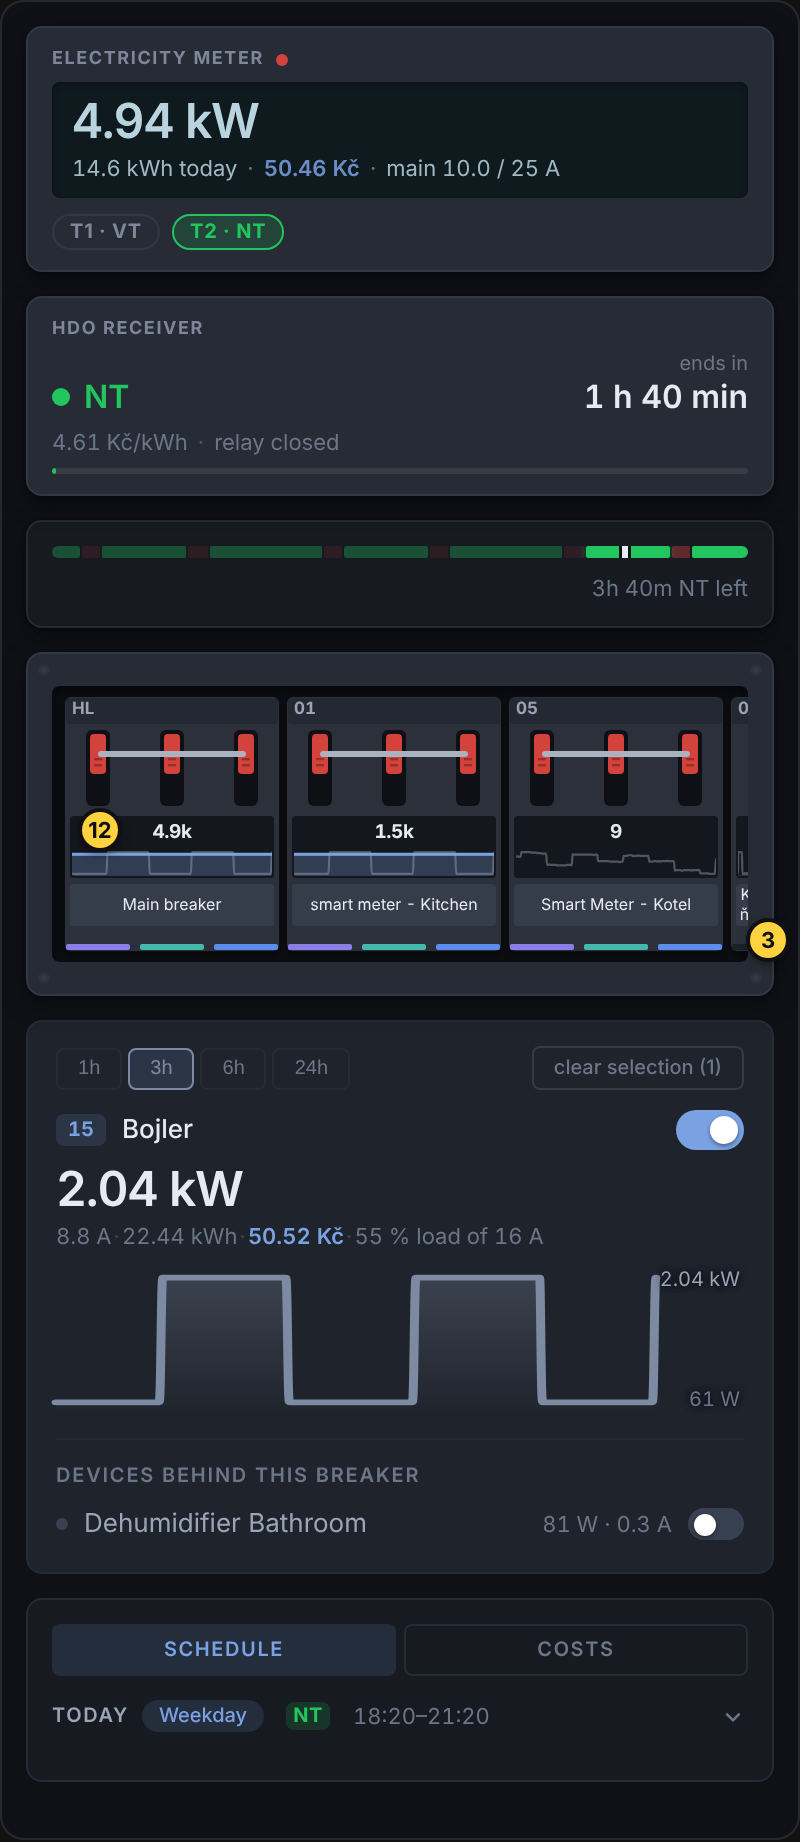 ELECTRICITY METER
4.94 kW
14.6 kWh today · 50.46 Kč · main 10.0 / 25 A
T1 · VT
T2 · NT
HDO RECEIVER
ends in
NT
1 h 40 min
4.61 Kč/kWh · relay closed
3h 40m NT left
HL
01
05
0
12
4.9k
1.5k
9
Main breaker
smart meter - Kitchen
Smart Meter - Kotel
K
ň
3
1h
3h
6h
24h
clear selection (1)
15
Bojler
2.04 kW
8.8 A · 22.44 kWh · 50.52 Kč · 55 % load of 16 A
2.04 kW
61 W
DEVICES BEHIND THIS BREAKER
Dehumidifier Bathroom
81 W · 0.3 A
SCHEDULE
COSTS
TODAY
Weekday
NT
18:20–21:20